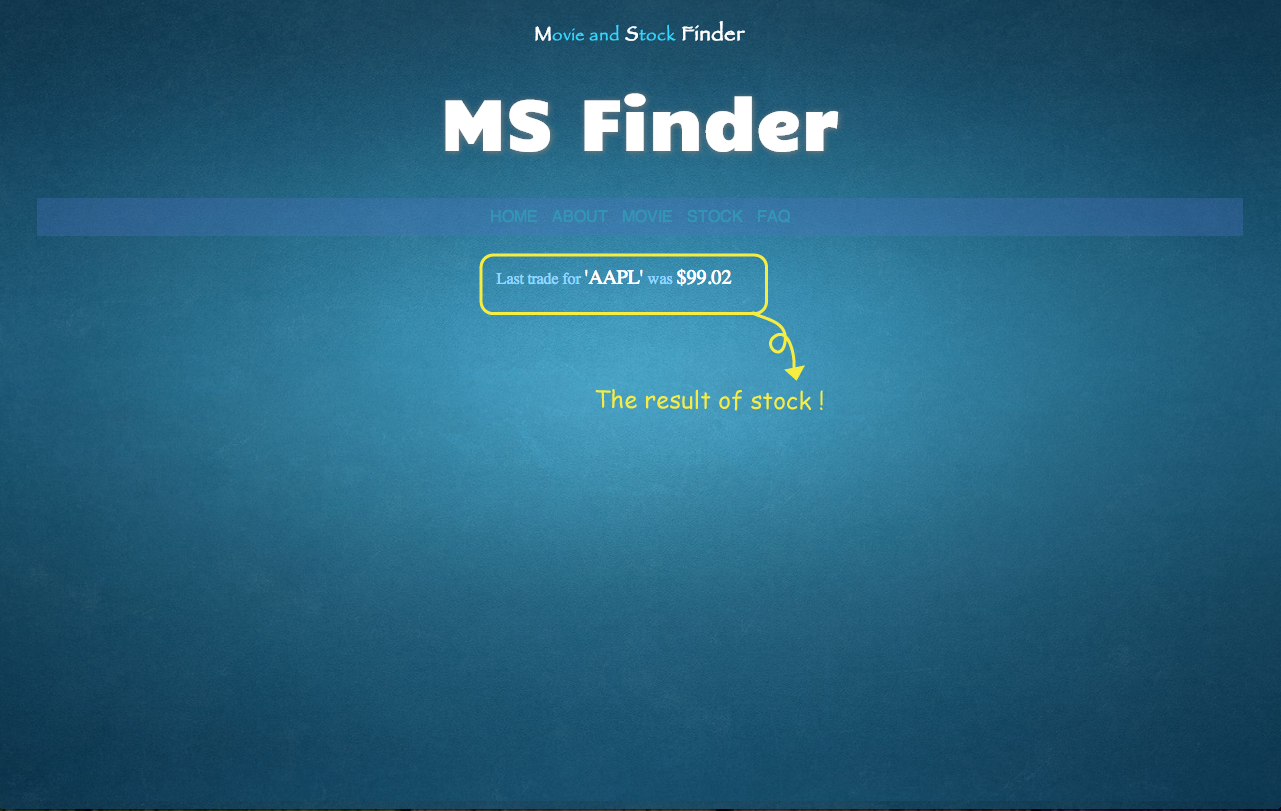 Movie and Stock Finder
MS Finder
HOME ABOUT MOVIE STOCK FAQ
Last trade for 'AAPL' was $99.02
The result of stock !